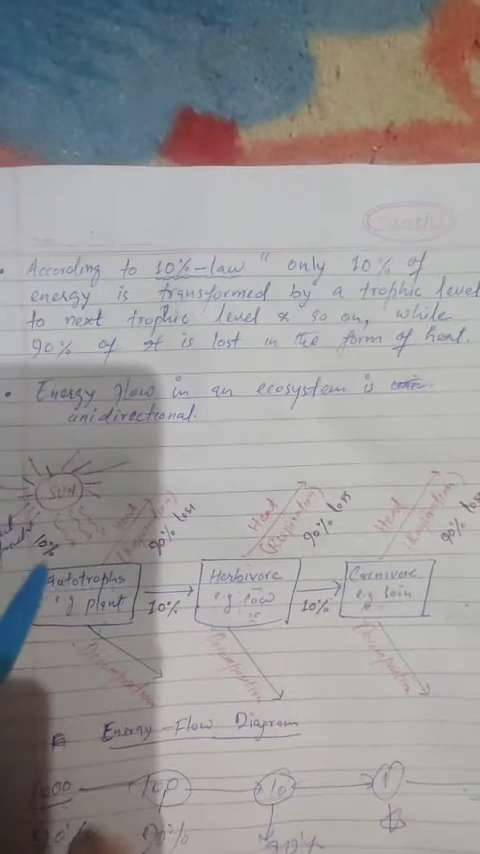 • According to 10%-law " only 10% of
energy is transformed by a trophic level
to next trophic level & so on, while
90% of it is lost in the form of heat.
• Energy flow in an ecosystem is
unidirectional.
SUN
10%
Heat (Respiration) 90% loss
Heat (Respiration) 90% loss
Heat (Respiration) 90% loss
Autotrophs
e.g plant
10%
Herbivore
e.g cow
10%
Carnivore
e.g loin
Decomposition
Decomposition
Decomposition
Energy-Flow Diagram
1000
100
10
1
90%
90%
90%